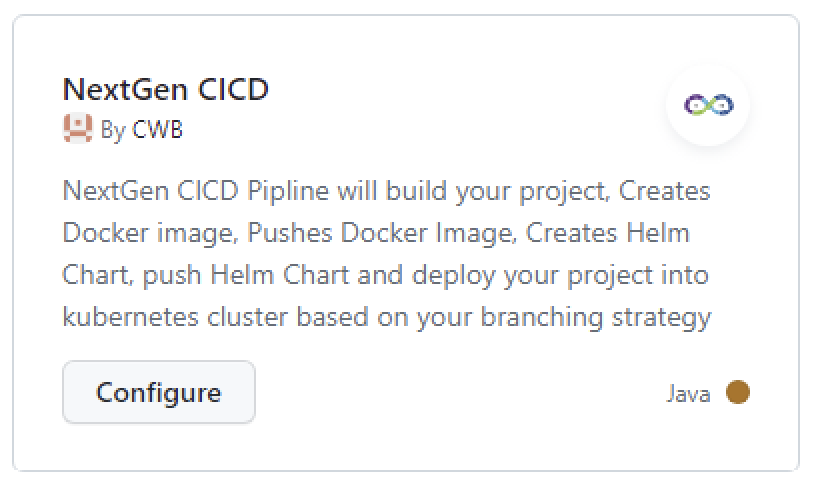 NextGen CICD
By CWB
NextGen CICD Pipline will build your project, Creates
Docker image, Pushes Docker Image, Creates Helm
Chart, push Helm Chart and deploy your project into
kubernetes cluster based on your branching strategy
Configure
Java